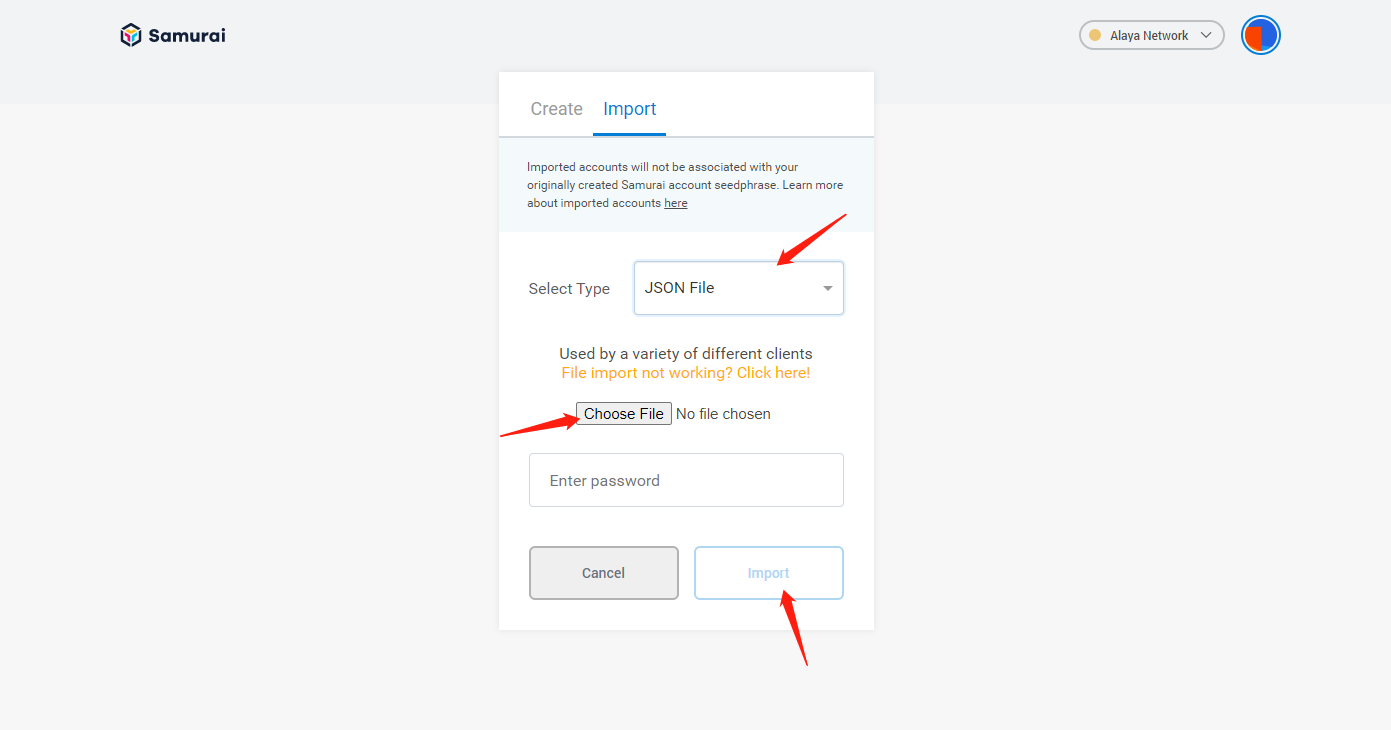 Samurai
Alaya Network
Create
Import
Imported accounts will not be associated with your
originally created Samurai account seedphrase. Learn more
about imported accounts here
Select Type
JSON File
Used by a variety of different clients
File import not working? Click here!
Choose File No file chosen
Enter password
Cancel
Import